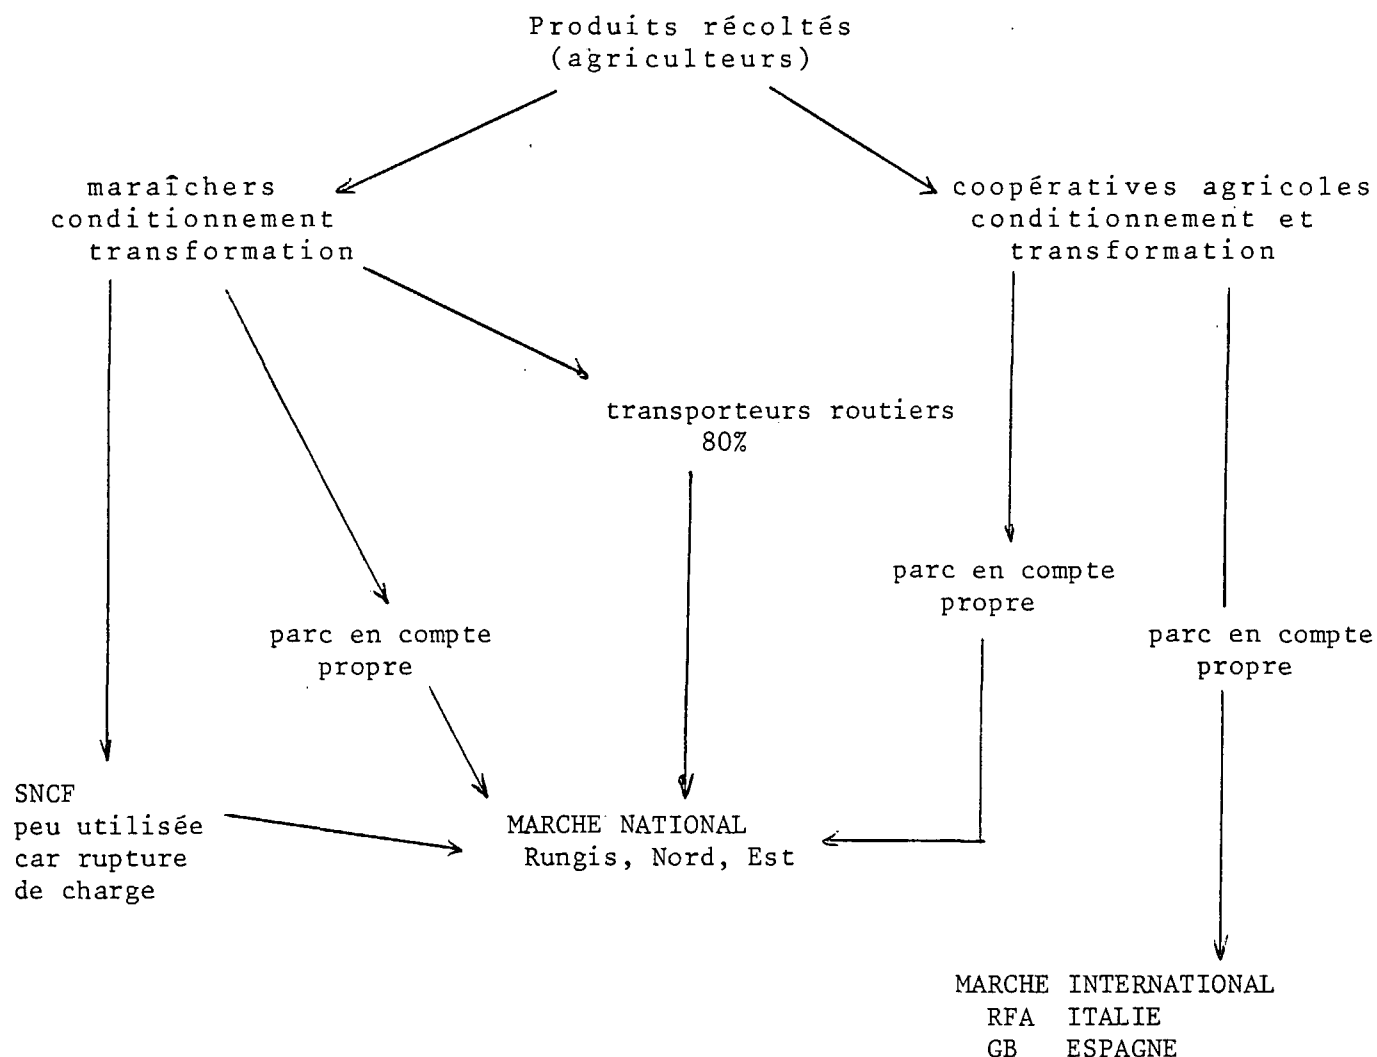 Produits récoltés
(agriculteurs)
maraîchers
conditionnement
transformation
coopératives agricoles
conditionnement et
transformation
transporteurs routiers
80%
parc en compte
propre
parc en compte
propre
parc en compte
propre
SNCF
peu utilisée
car rupture
de charge
MARCHE NATIONAL
Rungis, Nord, Est
MARCHE INTERNATIONAL
RFA ITALIE
GB ESPAGNE